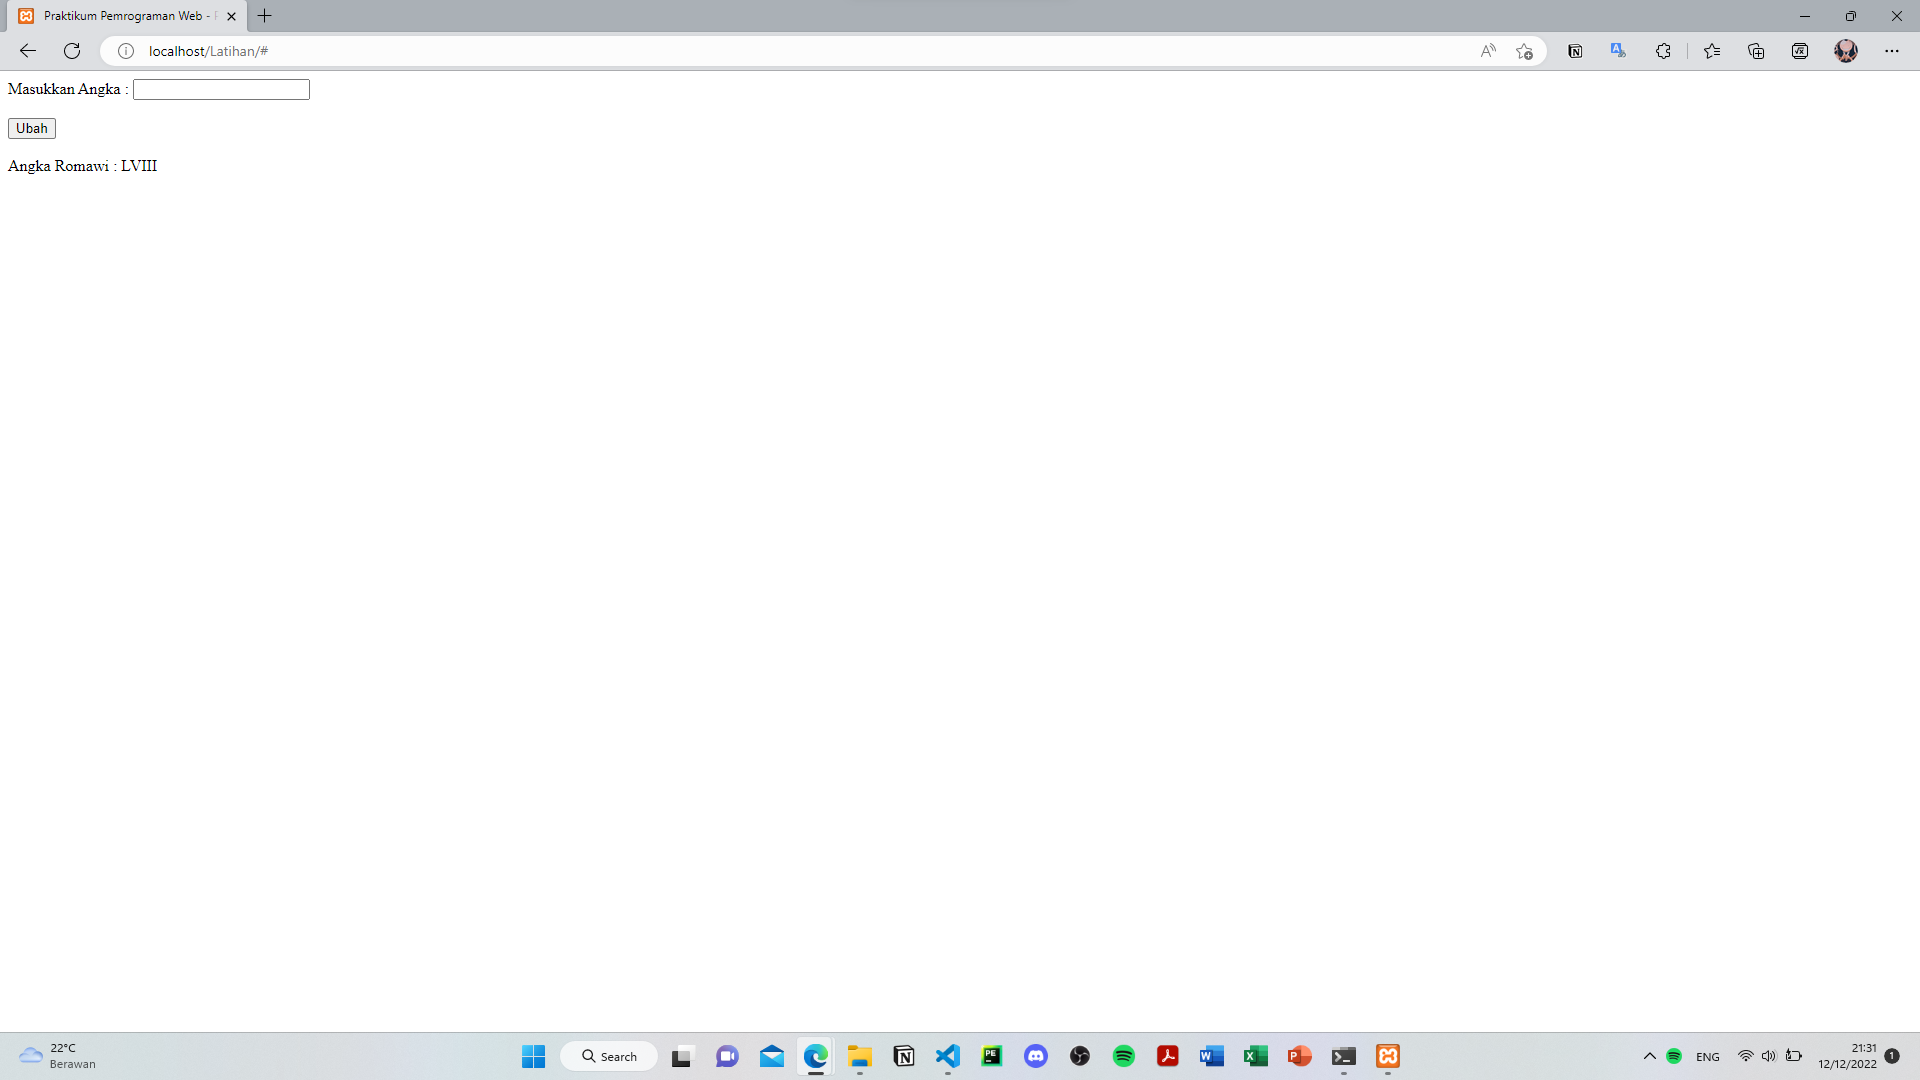 Praktikum Pemrograman Web -
localhost/Latihan/#
Masukkan Angka :
Ubah
Angka Romawi : LVIII
22°C
Berawan
Search
ENG
21:31
12/12/2022
1